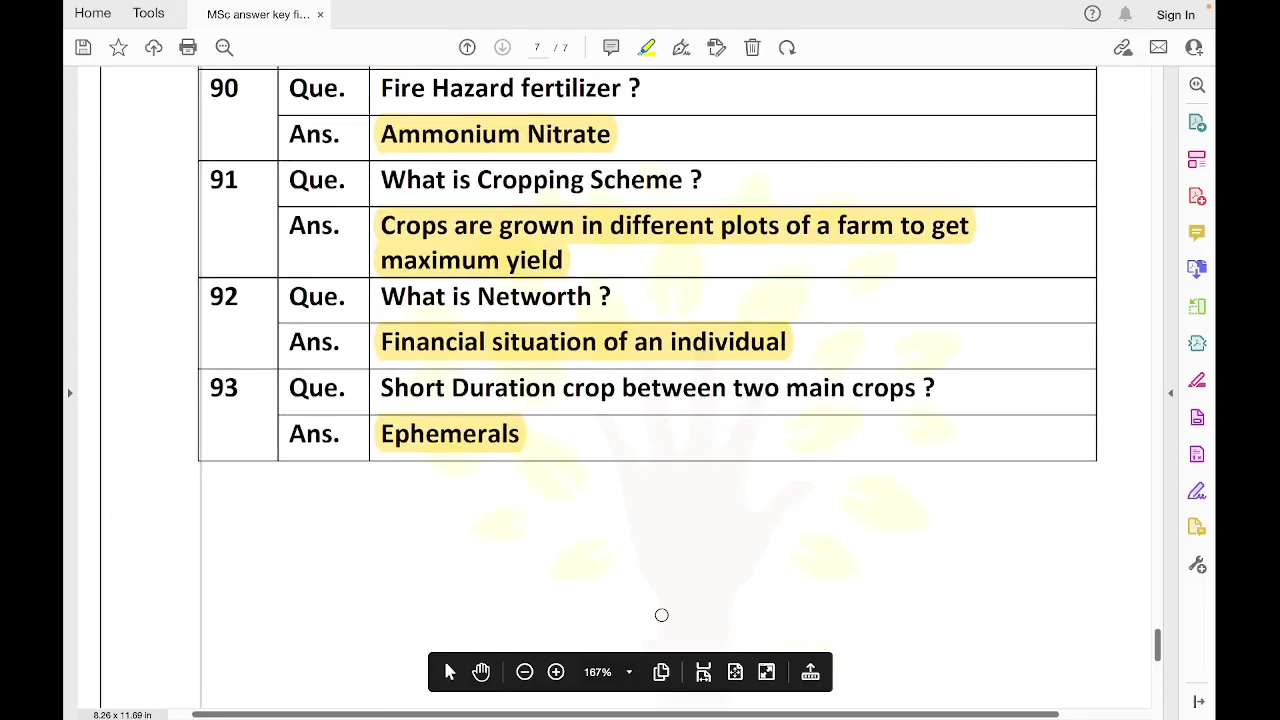 Home Tools MSc answer key fi... × Sign In
7 / 7
90 Que. Fire Hazard fertilizer ?
Ans. Ammonium Nitrate
91 Que. What is Cropping Scheme ?
Ans. Crops are grown in different plots of a farm to get
maximum yield
92 Que. What is Networth ?
Ans. Financial situation of an individual
93 Que. Short Duration crop between two main crops ?
Ans. Ephemerals
167%
8.26 x 11.69 in